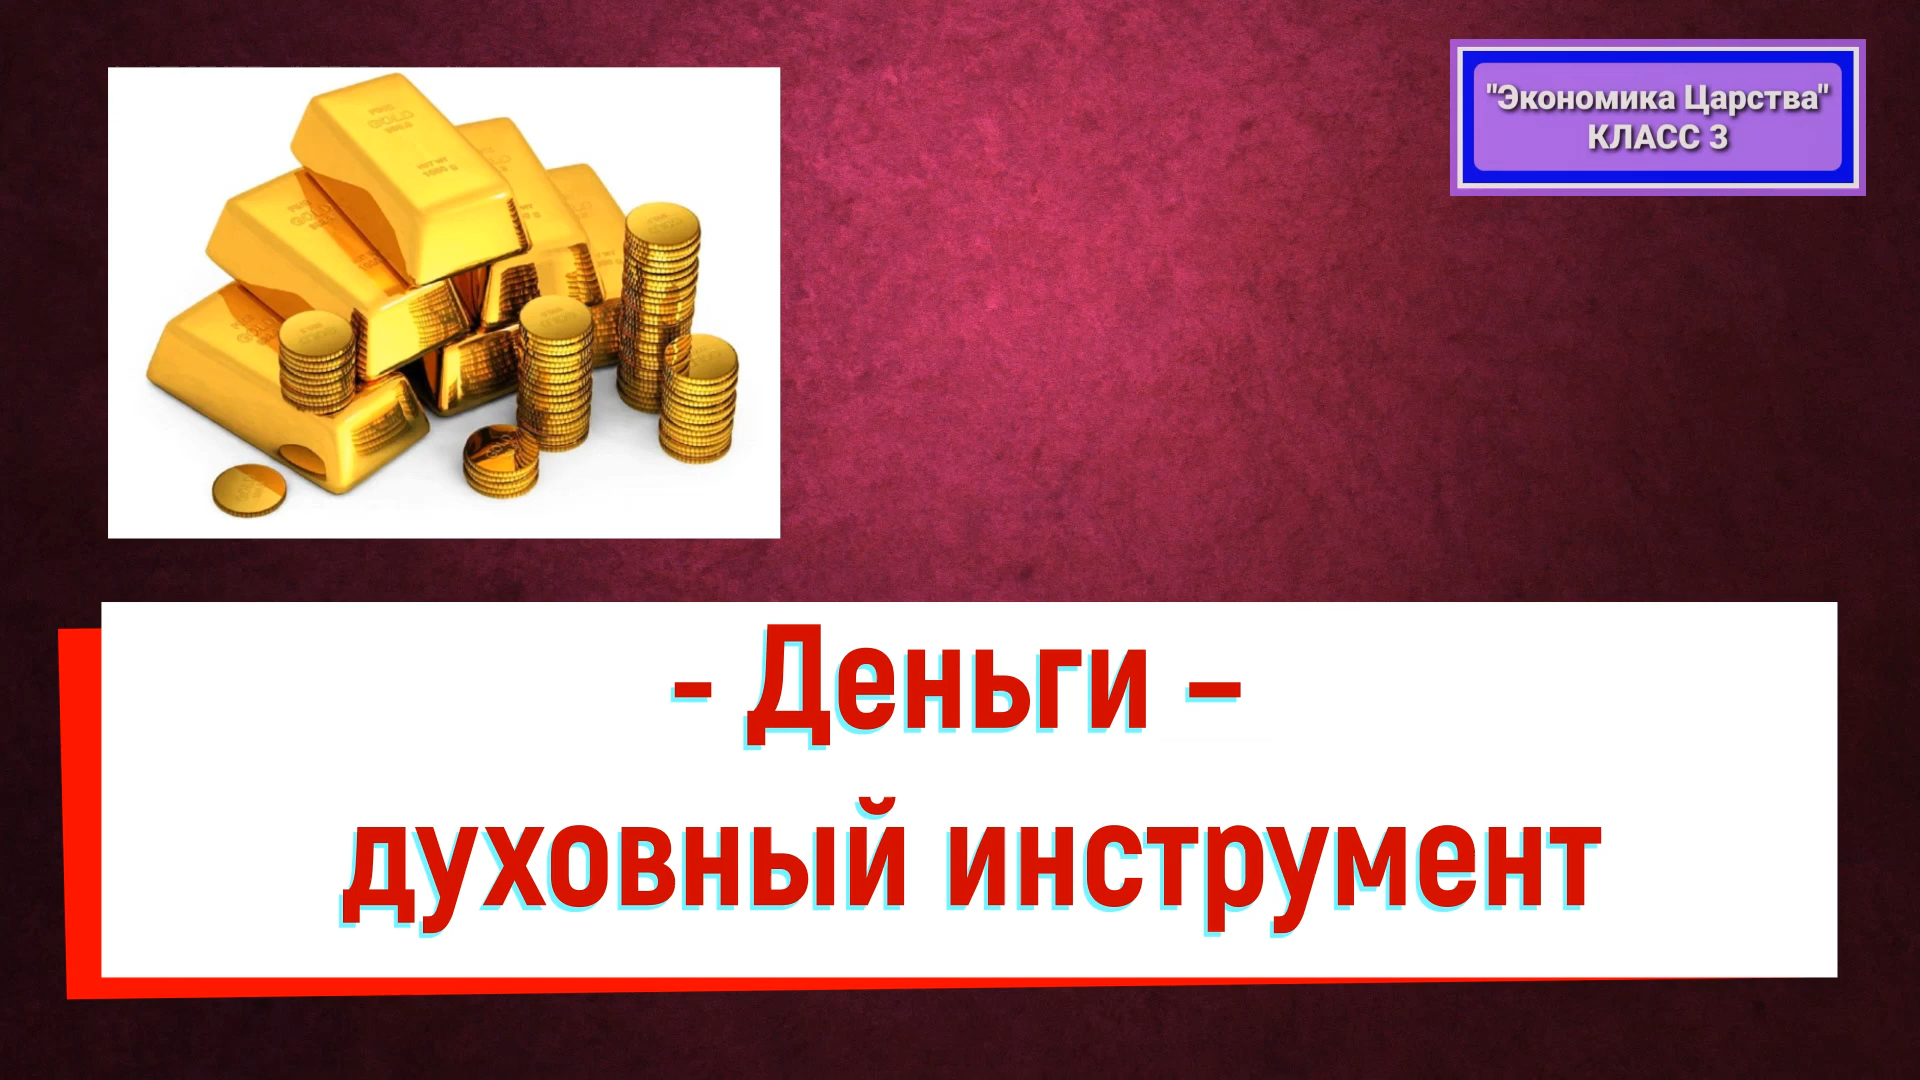 "Экономика Царства"
КЛАСС 3
- Деньги –
духовный инструмент